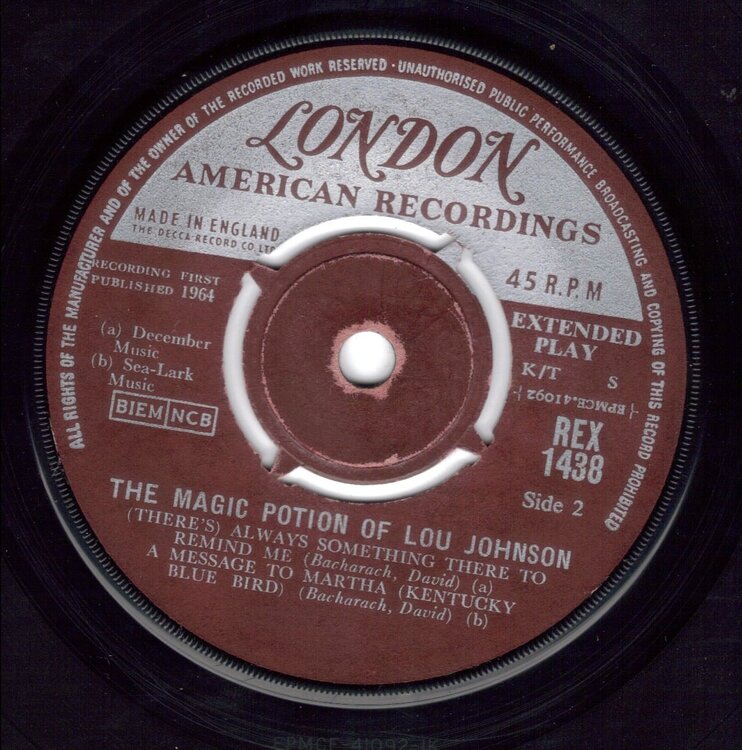 ALL RIGHTS OF THE MANUFACTURER AND OF THE OWNER OF THE RECORDED WORK RESERVED · UNAUTHORISED PUBLIC PERFORMANCE BROADCASTING AND COPYING OF THIS RECORD PROHIBITED
LONDON
AMERICAN RECORDINGS
MADE IN ENGLAND
THE DECCA RECORD CO LTD
45 R.P.M
RECORDING FIRST
PUBLISHED 1964
EXTENDED
PLAY
K/T S
EPMCE.41092
(a) December
Music
(b) Sea-Lark
Music
BIEM NCB
REX
1438
Side 2
THE MAGIC POTION OF LOU JOHNSON
(THERE'S) ALWAYS SOMETHING THERE TO
REMIND ME (Bacharach, David) (a)
A MESSAGE TO MARTHA (KENTUCKY
BLUE BIRD) (Bacharach, David) (b)